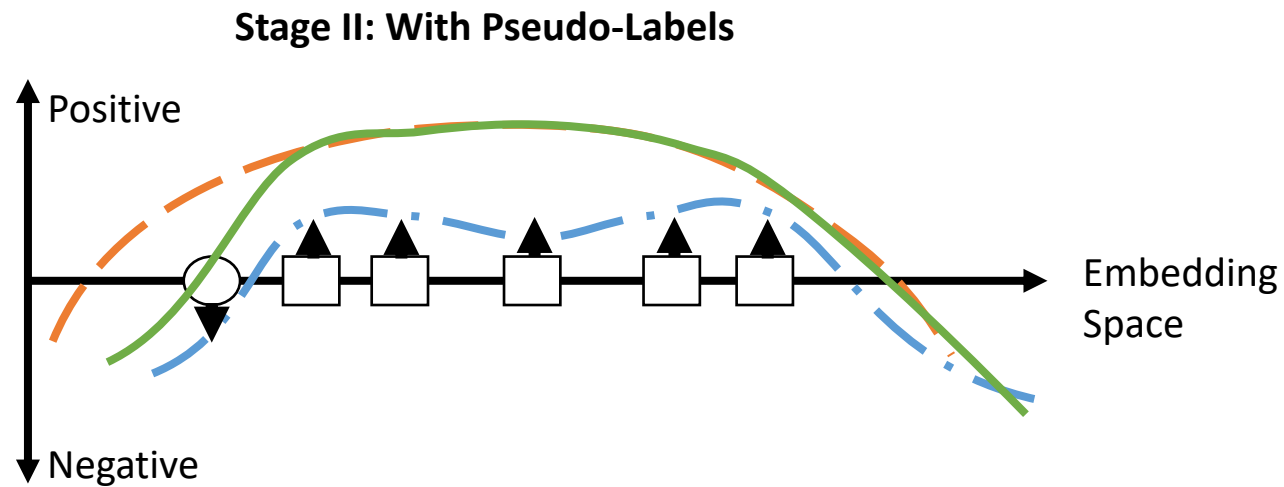 Stage II: With Pseudo-Labels
Positive
Embedding
Space
Negative